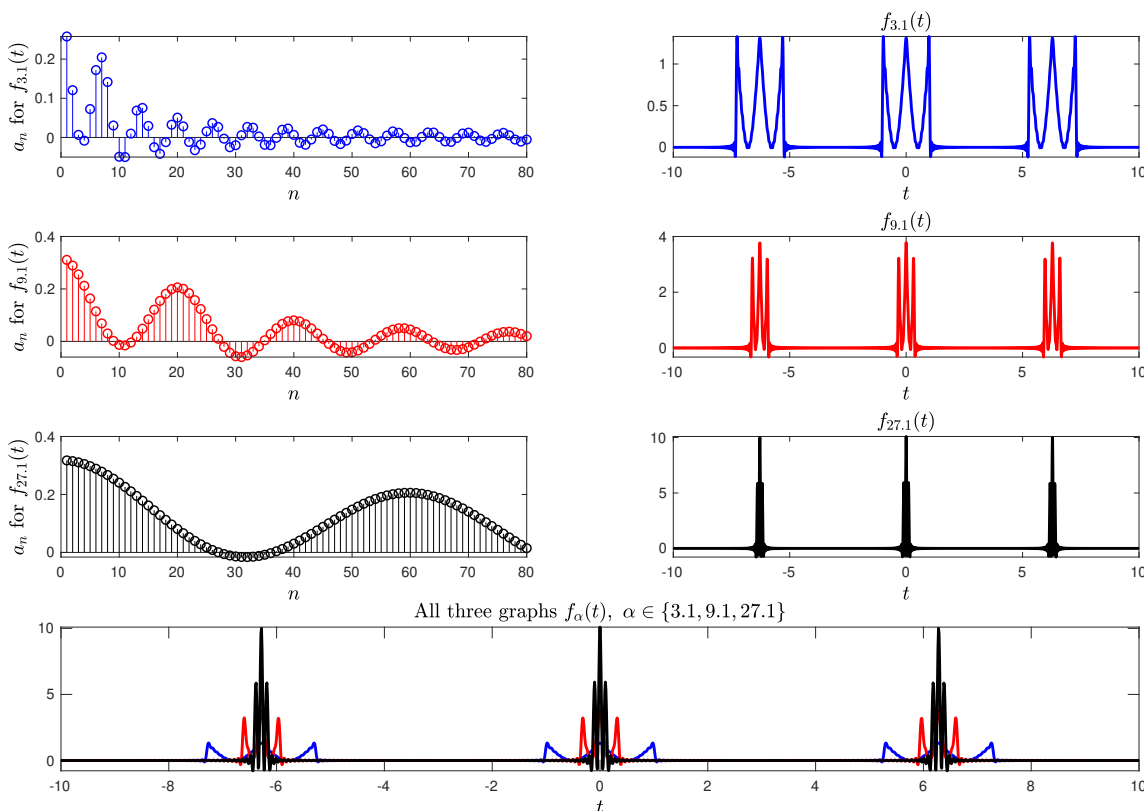 a_n for f_{3.1}(t)
0.2
0.1
0
0 10 20 30 40 50 60 70 80
n
f_{3.1}(t)
1
0.5
0
-10 -5 0 5 10
t
a_n for f_{9.1}(t)
0.4
0.2
0
0 10 20 30 40 50 60 70 80
n
f_{9.1}(t)
4
2
0
-10 -5 0 5 10
t
a_n for f_{27.1}(t)
0.4
0.2
0
0 10 20 30 40 50 60 70 80
n
f_{27.1}(t)
10
5
0
-10 -5 0 5 10
t
All three graphs f_α(t), α ∈ {3.1, 9.1, 27.1}
10
5
0
-10 -8 -6 -4 -2 0 2 4 6 8 10
t